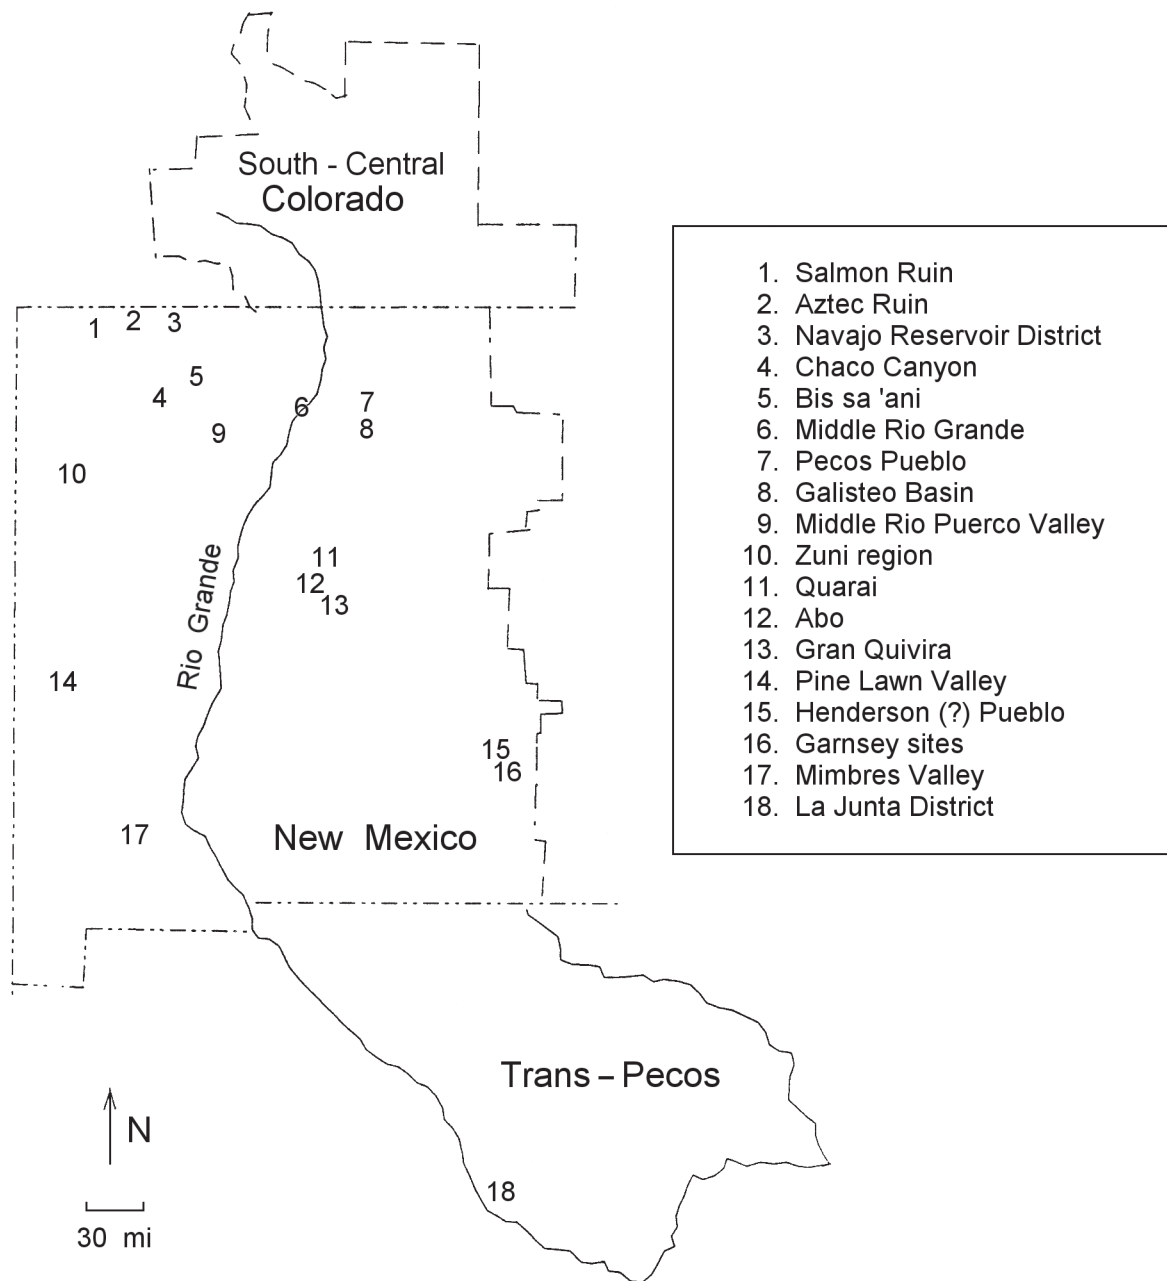 South - Central
Colorado
1
2
3
5
4
6
7
8
9
10
11
12
13
Rio Grande
14
15
16
17
New Mexico
Trans – Pecos
N
18
30 mi
1. Salmon Ruin
2. Aztec Ruin
3. Navajo Reservoir District
4. Chaco Canyon
5. Bis sa 'ani
6. Middle Rio Grande
7. Pecos Pueblo
8. Galisteo Basin
9. Middle Rio Puerco Valley
10. Zuni region
11. Quarai
12. Abo
13. Gran Quivira
14. Pine Lawn Valley
15. Henderson (?) Pueblo
16. Garnsey sites
17. Mimbres Valley
18. La Junta District